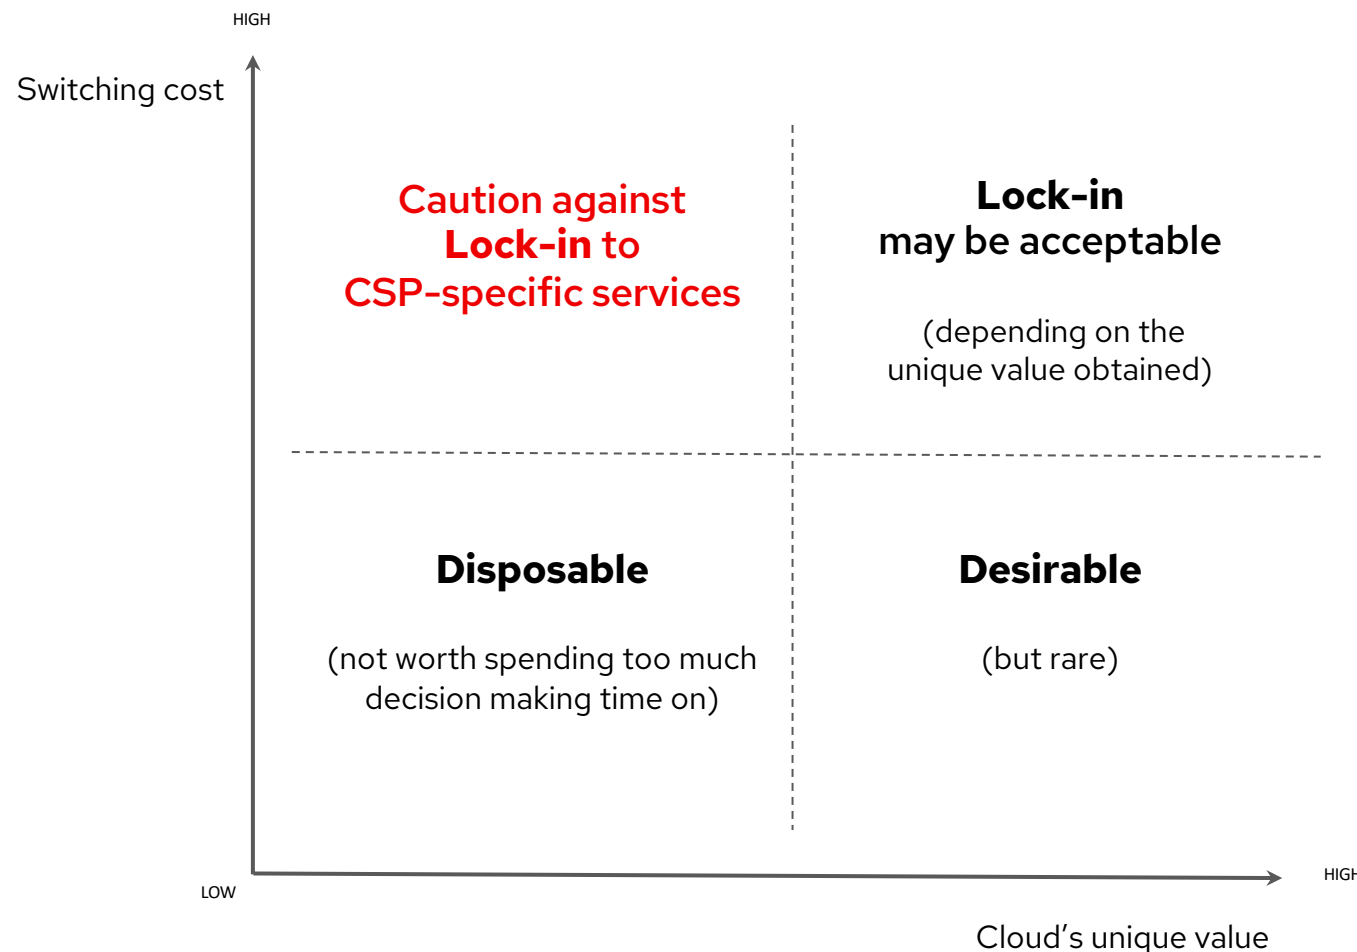 HIGH
Switching cost
Caution against
Lock-in to
CSP-specific services
Lock-in
may be acceptable
(depending on the
unique value obtained)
Disposable
(not worth spending too much
decision making time on)
Desirable
(but rare)
LOW
HIGH
Cloud’s unique value